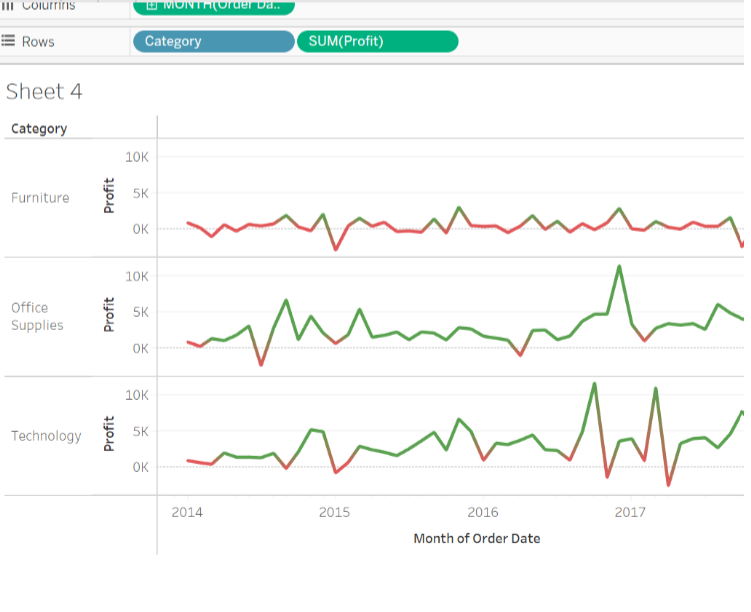 Columns
MONTH(Order Da..
Rows
Category
SUM(Profit)
Sheet 4
Category
Furniture
Profit
10K
5K
0K
Office
Supplies
Profit
10K
5K
0K
Technology
Profit
10K
5K
0K
2014
2015
2016
2017
Month of Order Date